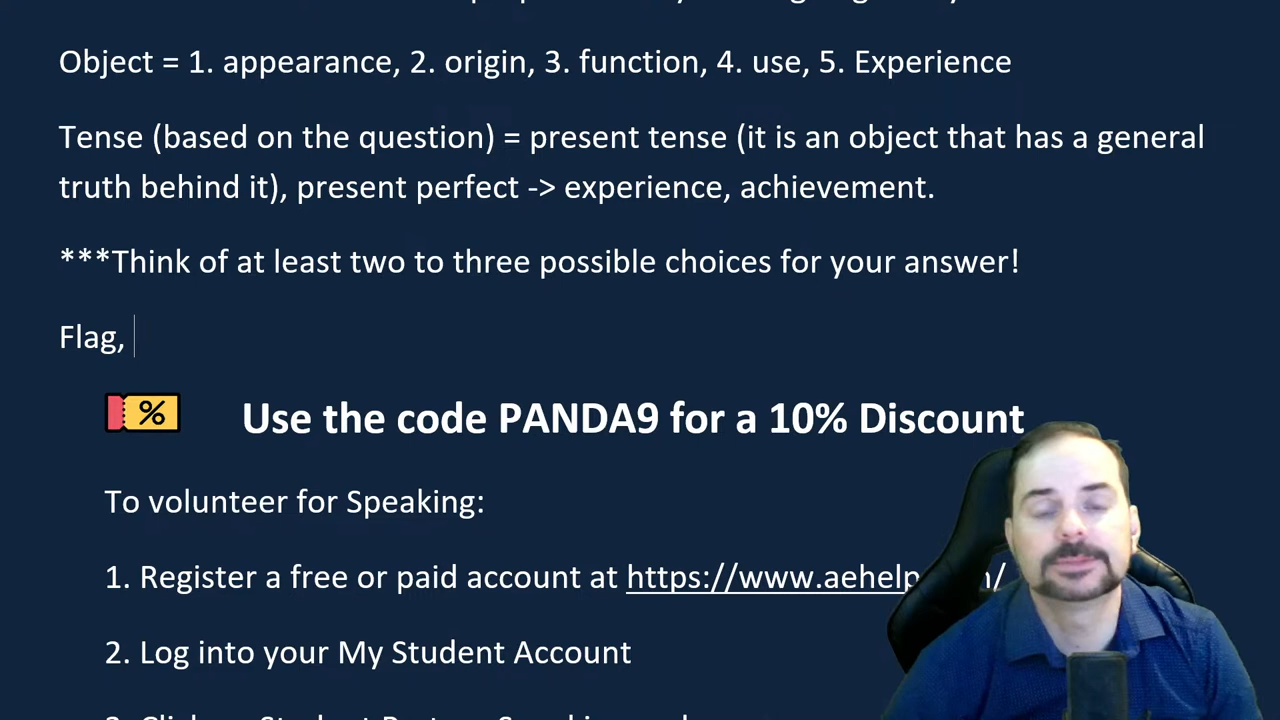 Object = 1. appearance, 2. origin, 3. function, 4. use, 5. Experience
Tense (based on the question) = present tense (it is an object that has a general
truth behind it), present perfect -> experience, achievement.
***Think of at least two to three possible choices for your answer!
Flag,
%
Use the code PANDA9 for a 10% Discount
To volunteer for Speaking:
1. Register a free or paid account at https://www.aehelp
2. Log into your My Student Account